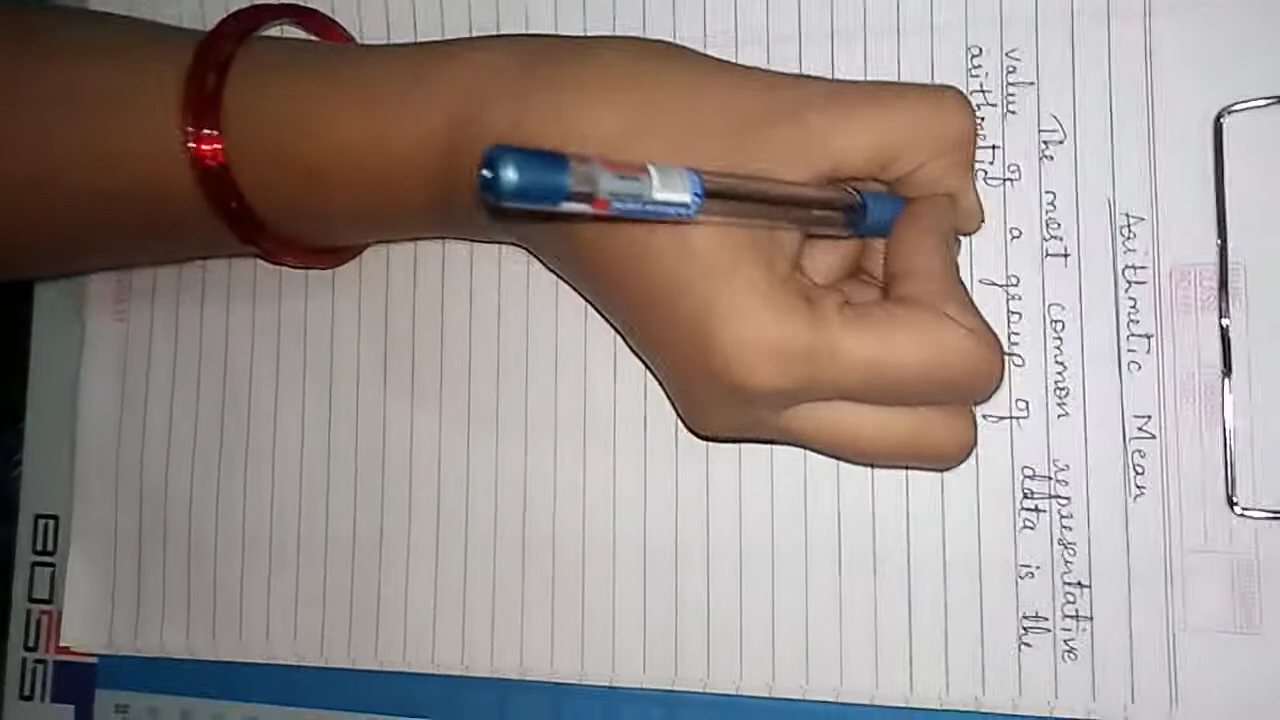 Arithmetic Mean
The most common representative
value of a group of data is the
arithmetic
BOSS